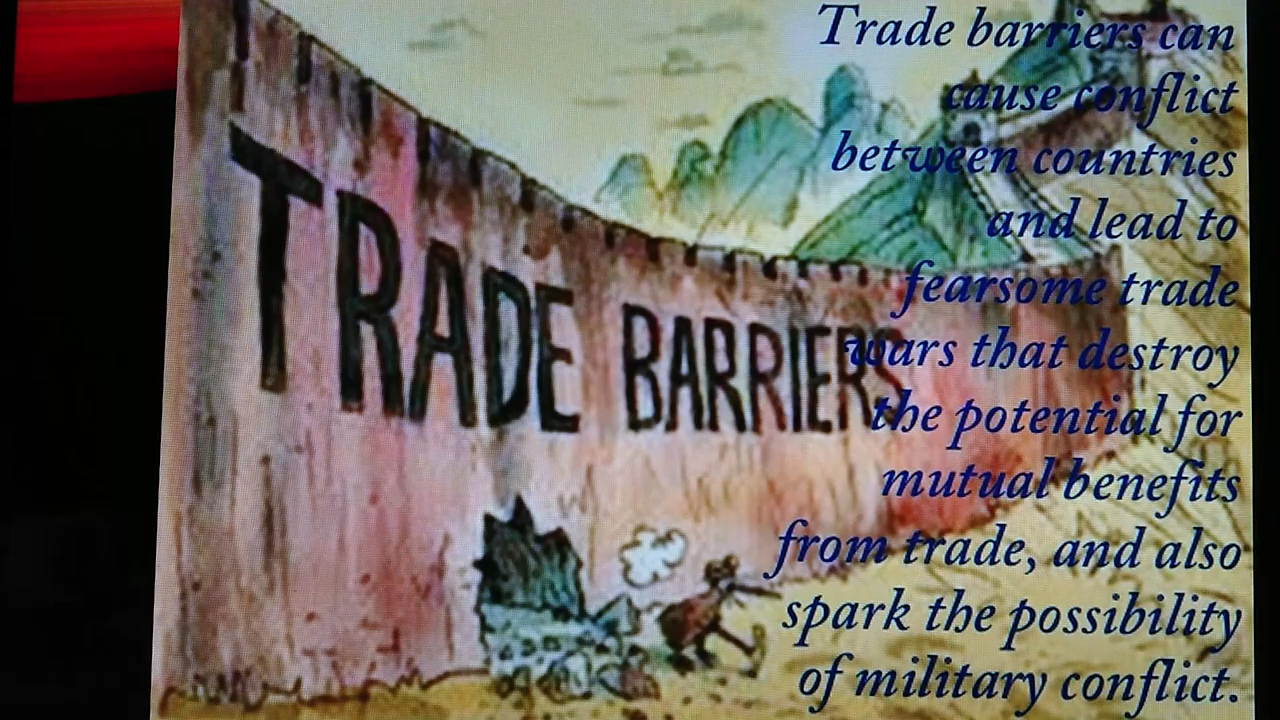 TRADE BARRIERS
Trade barriers can
cause conflict
between countries
and lead to
fearsome trade
wars that destroy
the potential for
mutual benefits
from trade, and also
spark the possibility
of military conflict.